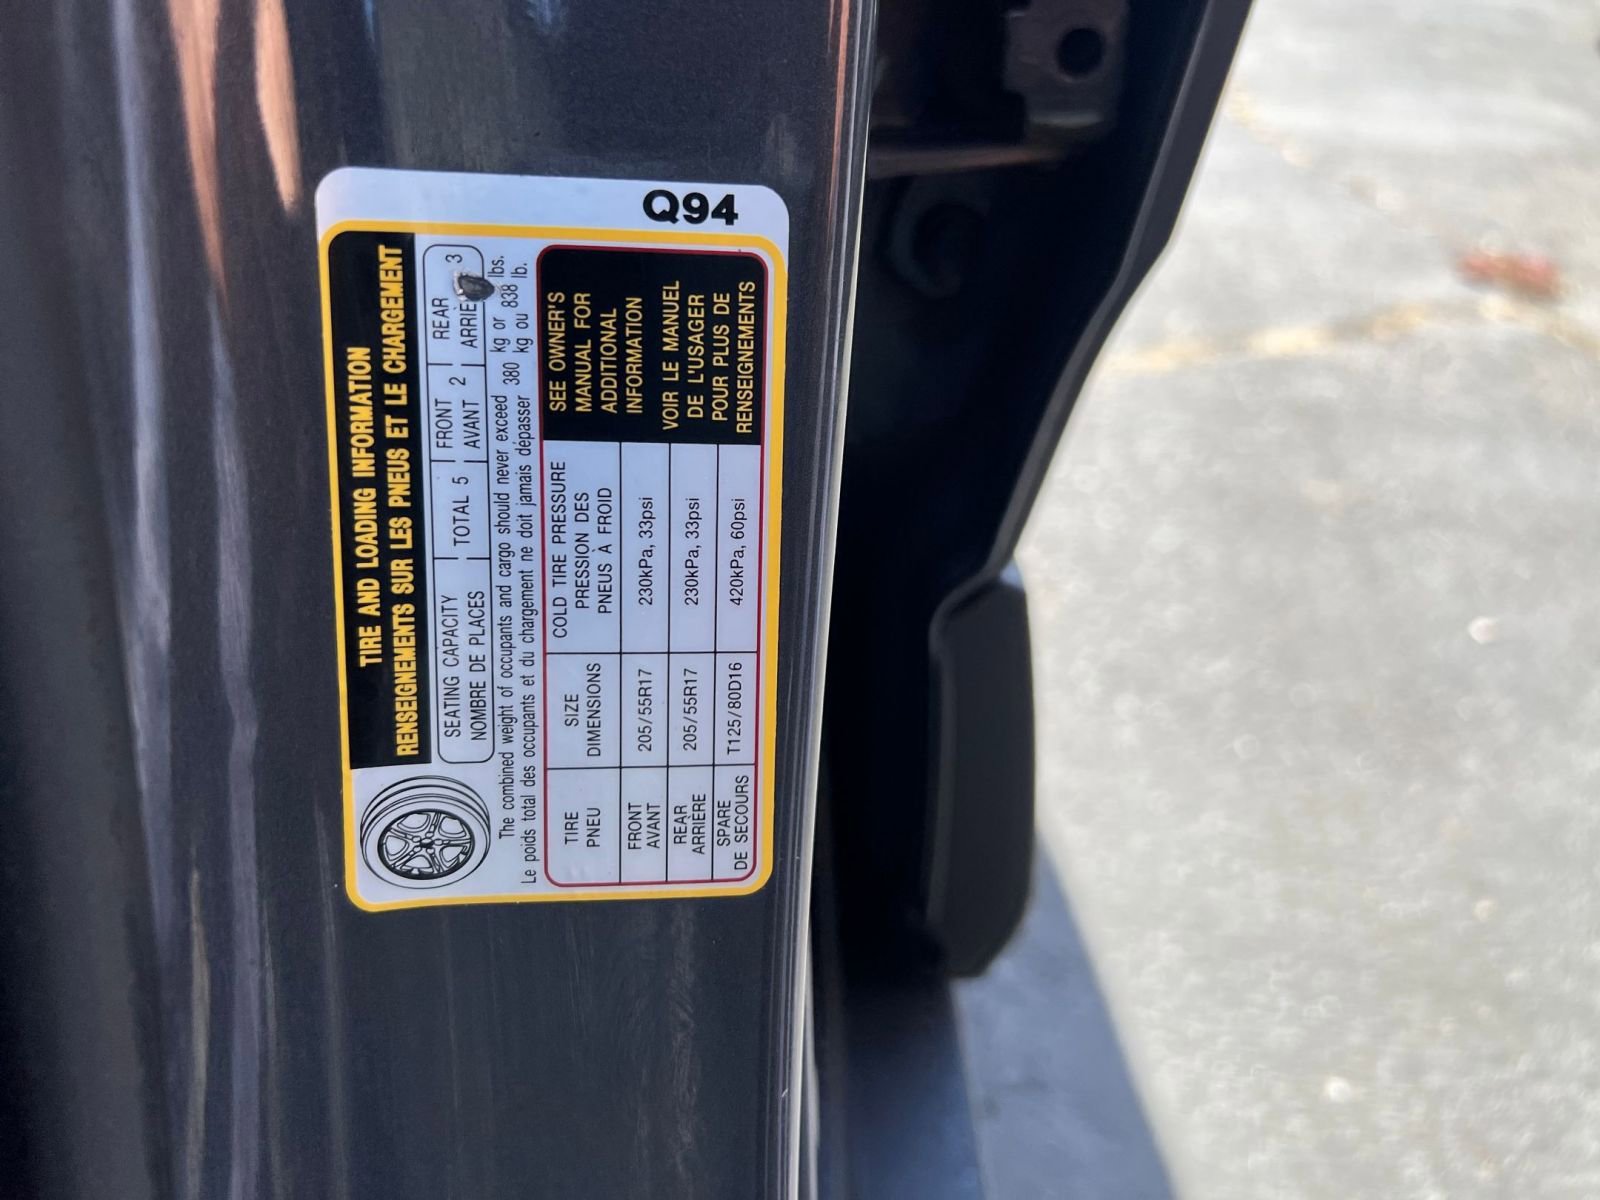 Q94
TIRE AND LOADING INFORMATION
RENSEIGNEMENTS SUR LES PNEUS ET LE CHARGEMENT
SEATING CAPACITY
NOMBRE DE PLACES
TOTAL 5
FRONT
AVANT 2
REAR
ARRIÈ 3
The combined weight of occupants and cargo should never exceed 380 kg or 838 lbs.
Le poids total des occupants et du chargement ne doit jamais dépasser 380 kg ou 838 lb.
TIRE
PNEU
SIZE
DIMENSIONS
COLD TIRE PRESSURE
PRESSION DES
PNEUS À FROID
FRONT
AVANT
205/55R17
230kPa, 33psi
REAR
ARRIERE
205/55R17
230kPa, 33psi
SPARE
DE SECOURS
T125/80D16
420kPa, 60psi
SEE OWNER'S
MANUAL FOR
ADDITIONAL
INFORMATION
VOIR LE MANUEL
DE L'USAGER
POUR PLUS DE
RENSEIGNEMENTS